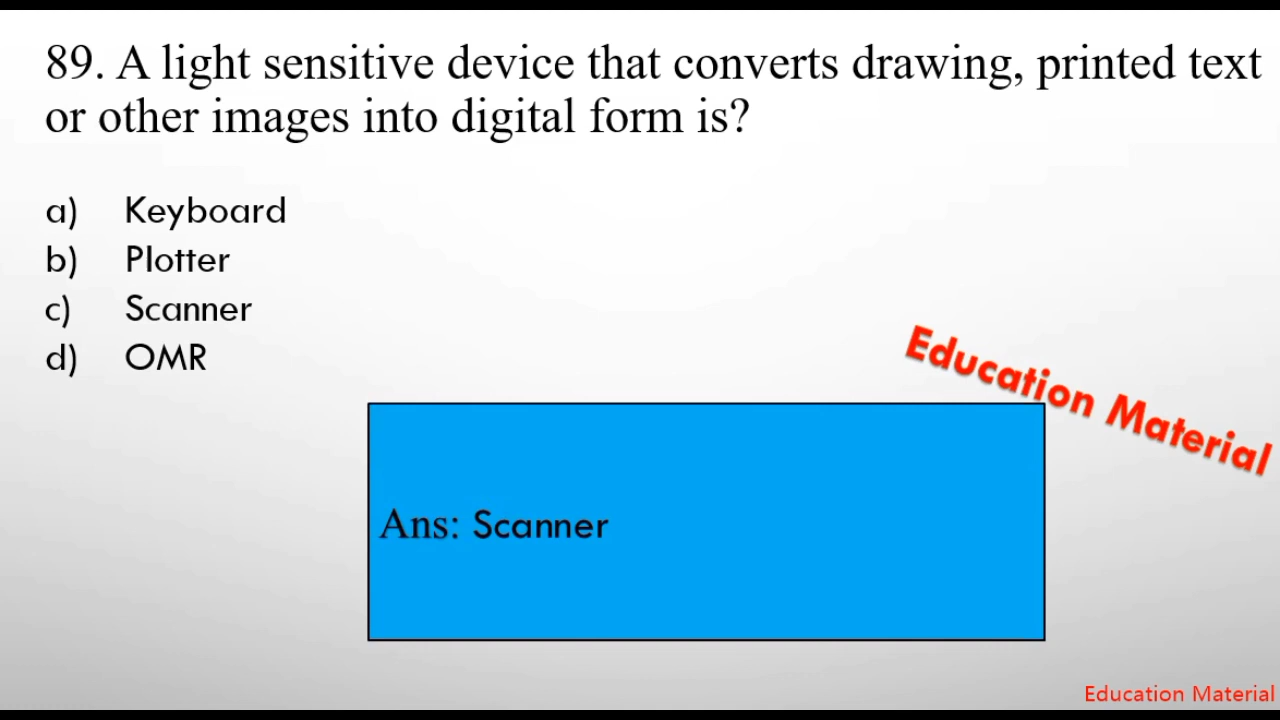 89. A light sensitive device that converts drawing, printed text
or other images into digital form is?
a) Keyboard
b) Plotter
c) Scanner
d) OMR
Education Material
Ans: Scanner
Education Material